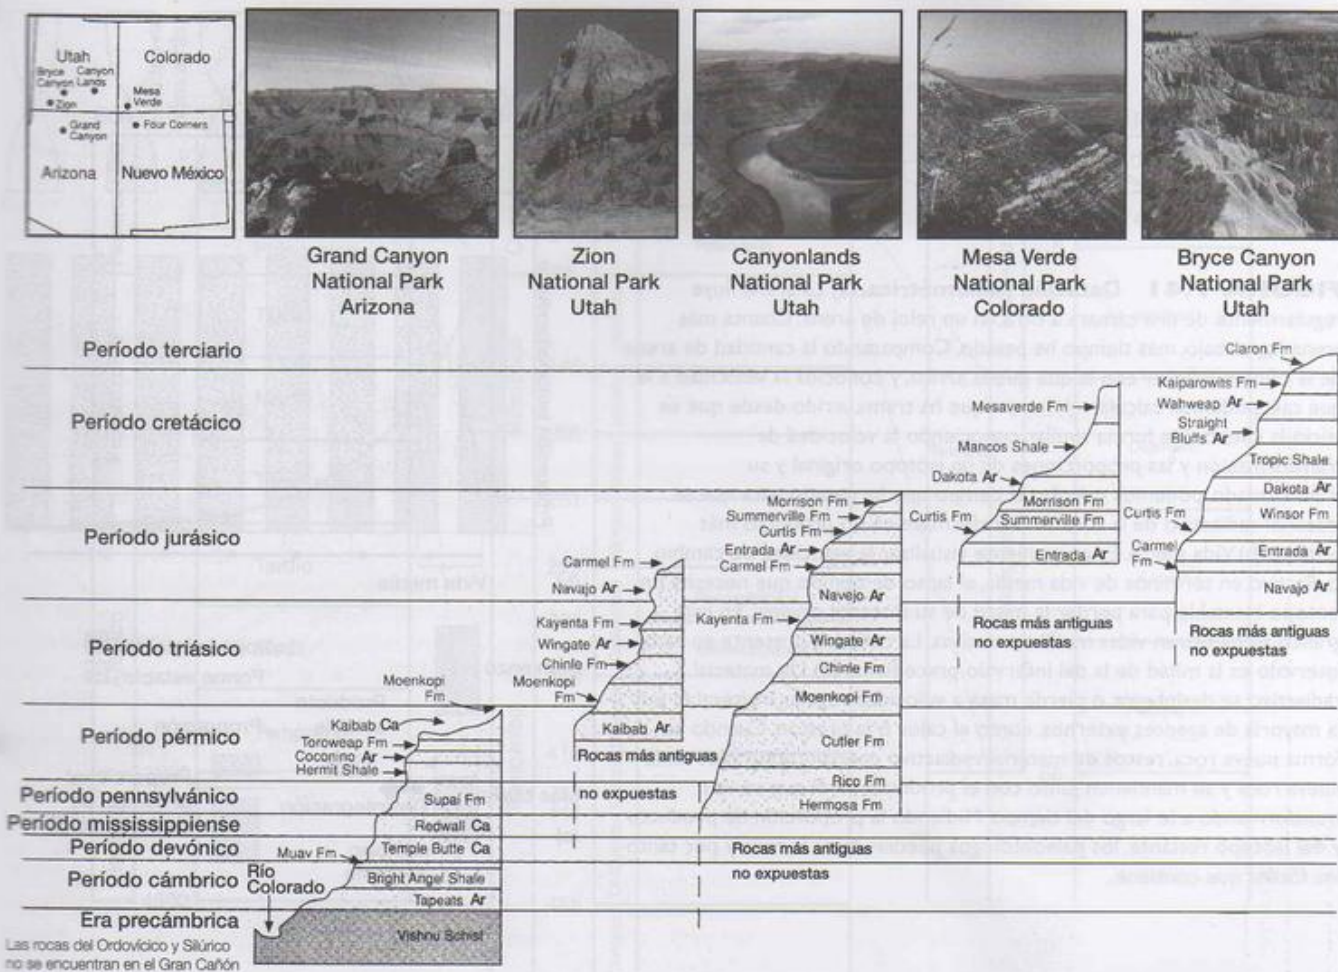 Utah
Colorado
Bryce
Canyon
Canyon
Lands
Zion
Mesa
Verde
Grand
Canyon
Four Corners
Arizona
Nuevo México
Grand Canyon
National Park
Arizona
Zion
National Park
Utah
Canyonlands
National Park
Utah
Mesa Verde
National Park
Colorado
Bryce Canyon
National Park
Utah
Período terciario
Período cretácico
Período jurásico
Período triásico
Período pérmico
Período pennsylvánico
Período mississippiense
Período devónico
Período cámbrico
Era precámbrica
Las rocas del Ordovícico y Silúrico
no se encuentran en el Gran Cañón
Río
Colorado
Moenkopi
Fm
Kaibab Ca
Toroweap Fm
Coconino Ar
Hermit Shale
Supai Fm
Redwall Ca
Temple Butte Ca
Muav Fm
Bright Angel Shale
Tapeats Ar
Vishnu Schist
Carmel Fm
Navajo Ar
Kayenta Fm
Wingate Ar
Chinle Fm
Moenkopi
Fm
Kaibab Ar
Rocas más antiguas
no expuestas
Morrison Fm
Summerville Fm
Curtis Fm
Entrada Ar
Carmel Fm
Navejo Ar
Kayenta Fm
Wingate Ar
Chinle Fm
Moenkopi Fm
Cutler Fm
Rico Fm
Hermosa Fm
Rocas más antiguas
no expuestas
Mesaverde Fm
Mancos Shale
Dakota Ar
Morrison Fm
Curtis Fm
Summerville Fm
Entrada Ar
Rocas más antiguas
no expuestas
Claron Fm
Kaiparowits Fm
Wahweap Ar
Straight
Bluffs Ar
Tropic Shale
Dakota Ar
Curtis Fm
Winsor Fm
Carmel
Fm
Entrada Ar
Navajo Ar
Rocas más antiguas
no expuestas